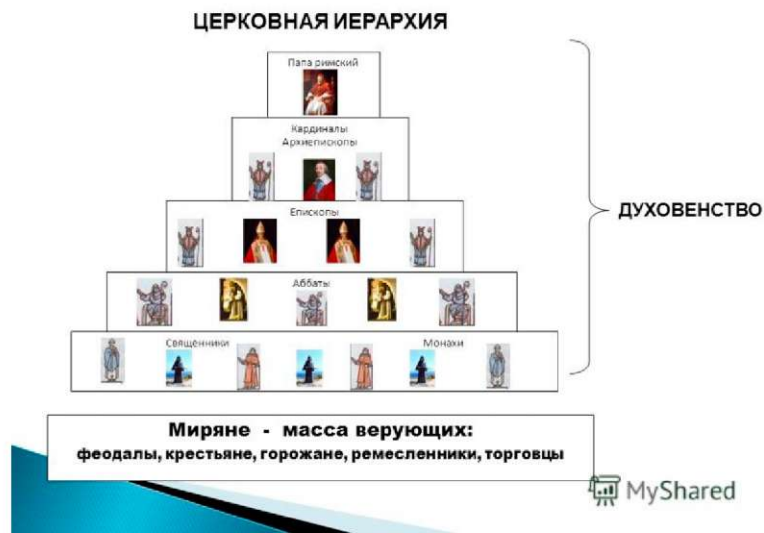 ЦЕРКОВНАЯ ИЕРАРХИЯ
Папа римский
Кардиналы
Архиепископы
Епископы
ДУХОВЕНСТВО
Аббаты
Священники Монахи
Миряне - масса верующих:
феодалы, крестьяне, горожане, ремесленники, торговцы
MyShared